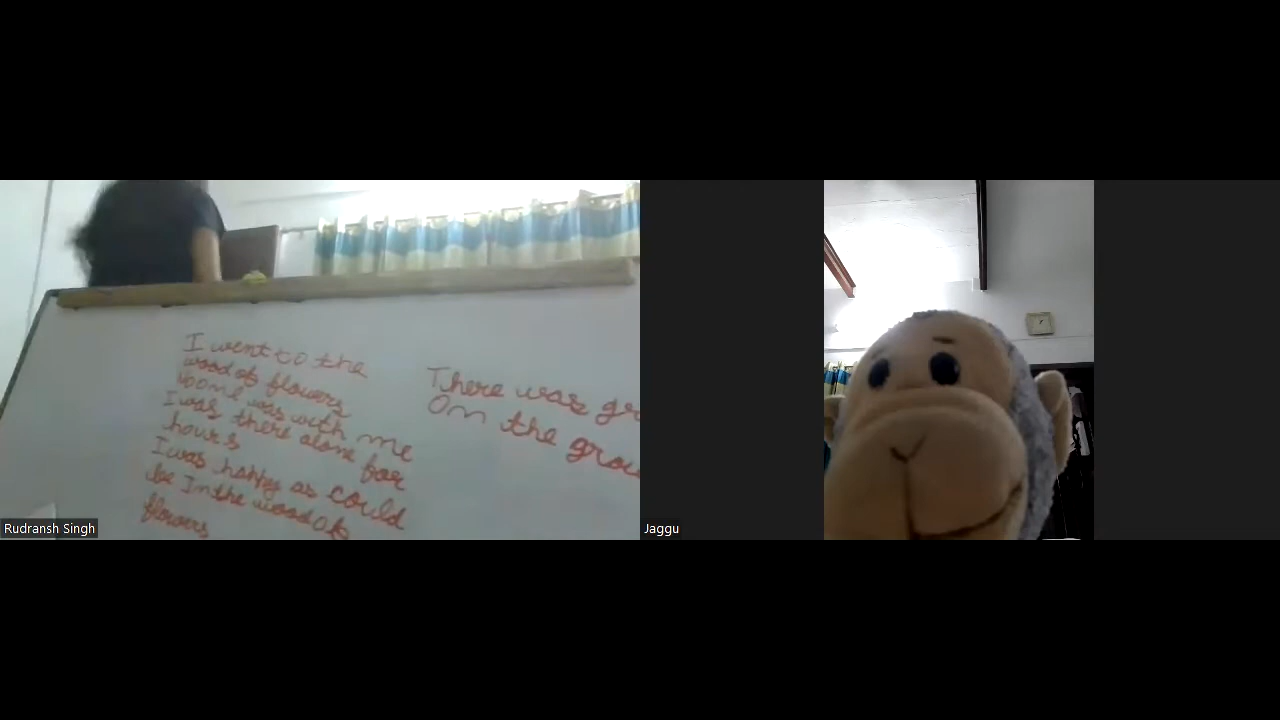 I went to the
wood of flowers
was with me
I was there alone for
hours
I was happy as could
be In the wood of
flowers
There was
On the
Rudransh Singh
Jaggu